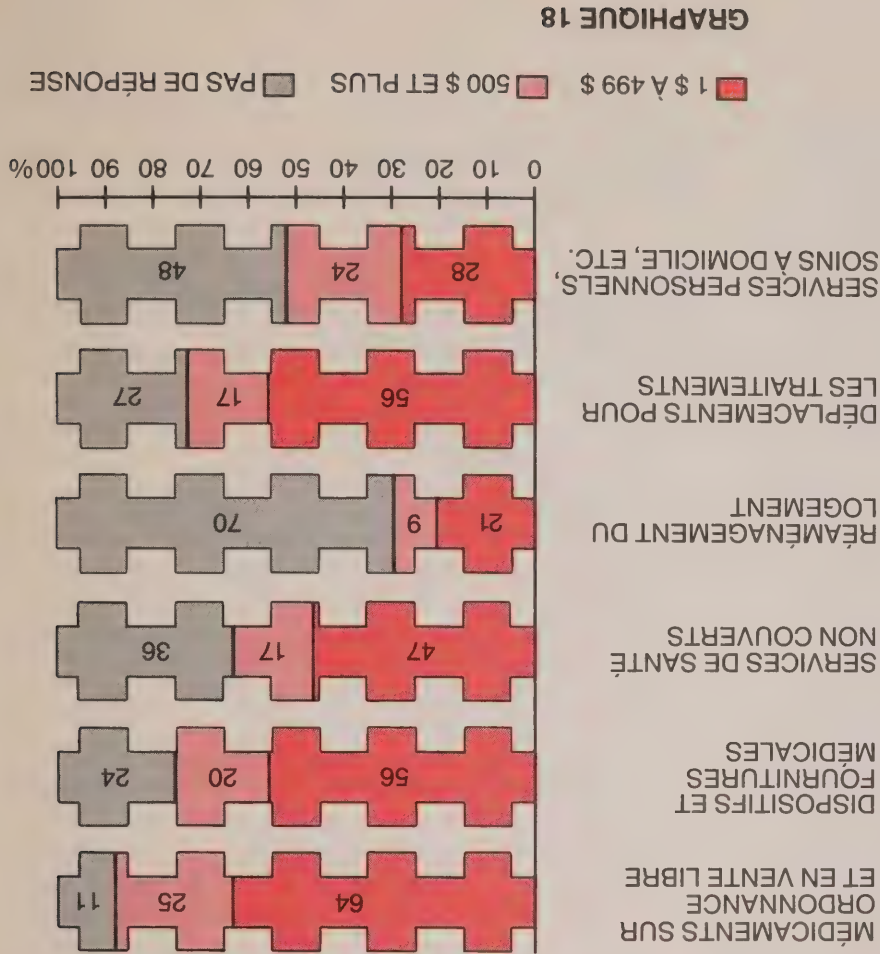 GRAPHIQUE 18
1 $ À 499 $ 500 $ ET PLUS PAS DE RÉPONSE
0 10 20 30 40 50 60 70 80 90 100%
SERVICES PERSONNELS,
SOINS À DOMICILE, ETC.
28 24 48
DÉPLACEMENTS POUR
LES TRAITEMENTS
56 17 27
RÉAMÉNAGEMENT DU
LOGEMENT
21 9 70
SERVICES DE SANTÉ
NON COUVERTS
47 17 36
DISPOSITIFS ET
FOURNITURES
MÉDICALES
56 20 24
MÉDICAMENTS SUR
ORDONNANCE
ET EN VENTE LIBRE
64 25 11